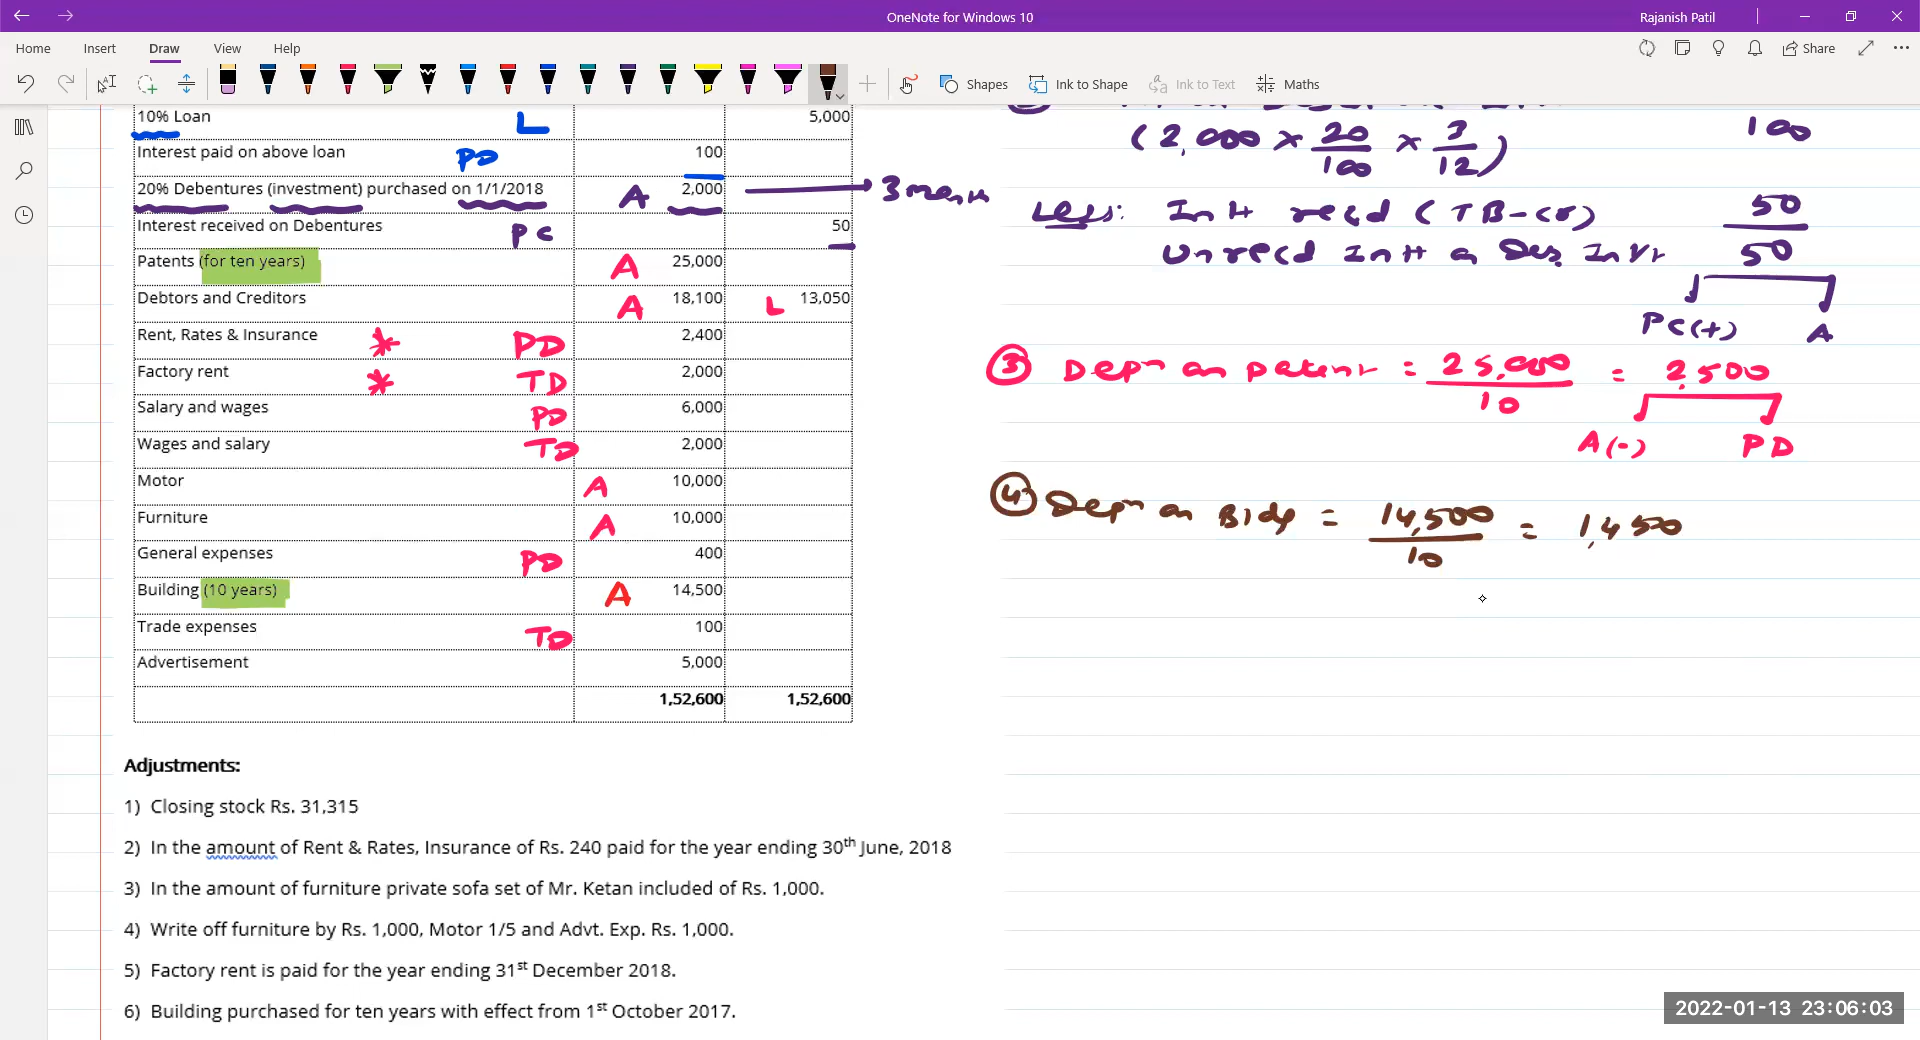 OneNote for Windows 10
Rajanish Patil
Home Insert Draw View Help
Share
Shapes Ink to Shape Ink to Text Maths
10% Loan L 5,000
Interest paid on above loan PD 100
20% Debentures (investment) purchased on 1/1/2018 A 2,000
Interest received on Debentures PC 50
Patents (for ten years) A 25,000
Debtors and Creditors A 18,100 L 13,050
Rent, Rates & Insurance * PD 2,400
Factory rent * TD 2,000
Salary and wages PD 6,000
Wages and salary TD 2,000
Motor A 10,000
Furniture A 10,000
General expenses PD 400
Building (10 years) A 14,500
Trade expenses TD 100
Advertisement 5,000
1,52,600 1,52,600
Adjustments:
1) Closing stock Rs. 31,315
2) In the amount of Rent & Rates, Insurance of Rs. 240 paid for the year ending 30th June, 2018
3) In the amount of furniture private sofa set of Mr. Ketan included of Rs. 1,000.
4) Write off furniture by Rs. 1,000, Motor 1/5 and Advt. Exp. Rs. 1,000.
5) Factory rent is paid for the year ending 31st December 2018.
6) Building purchased for ten years with effect from 1st October 2017.
(2,000 × 20/100 × 3/12) 100
Less: Intt recd (TB-cr) 50
Unrecd Intt 50
PC(+) A
③ Depn on patent = 25,000/10 = 2,500
A(-) PD
④ Depn on Bldg = 14,500/10 = 1,450
2022-01-13 23:06:03